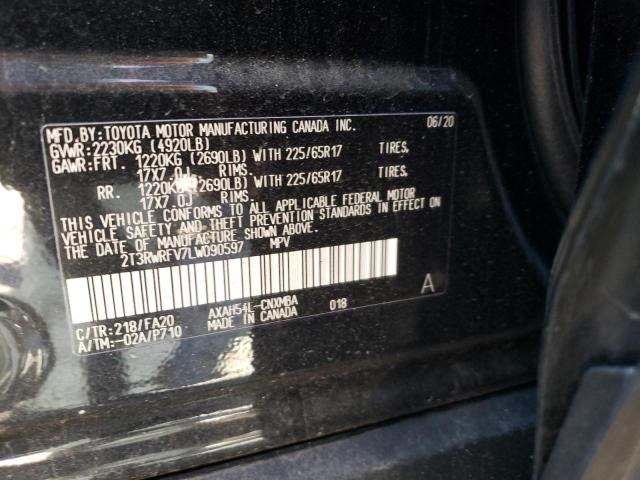 MFD.BY:TOYOTA MOTOR MANUFACTURING CANADA INC. 06/20
GVWR:2230KG (4920LB)
GAWR:FRT. 1220KG (2690LB) WITH 225/65R17 TIRES,
17X7.0J RIMS.
RR. 1220KG (2690LB) WITH 225/65R17 TIRES,
17X7.0J RIMS.
THIS VEHICLE CONFORMS TO ALL APPLICABLE FEDERAL MOTOR
VEHICLE SAFETY AND THEFT PREVENTION STANDARDS IN EFFECT ON
THE DATE OF MANUFACTURE SHOWN ABOVE.
2T3RWRFV7LW090597 MPV
A
C/TR:218/FA20 AXAH54L-CNXMBA 018
A/TM:-02A/P710 MADE IN CANADA